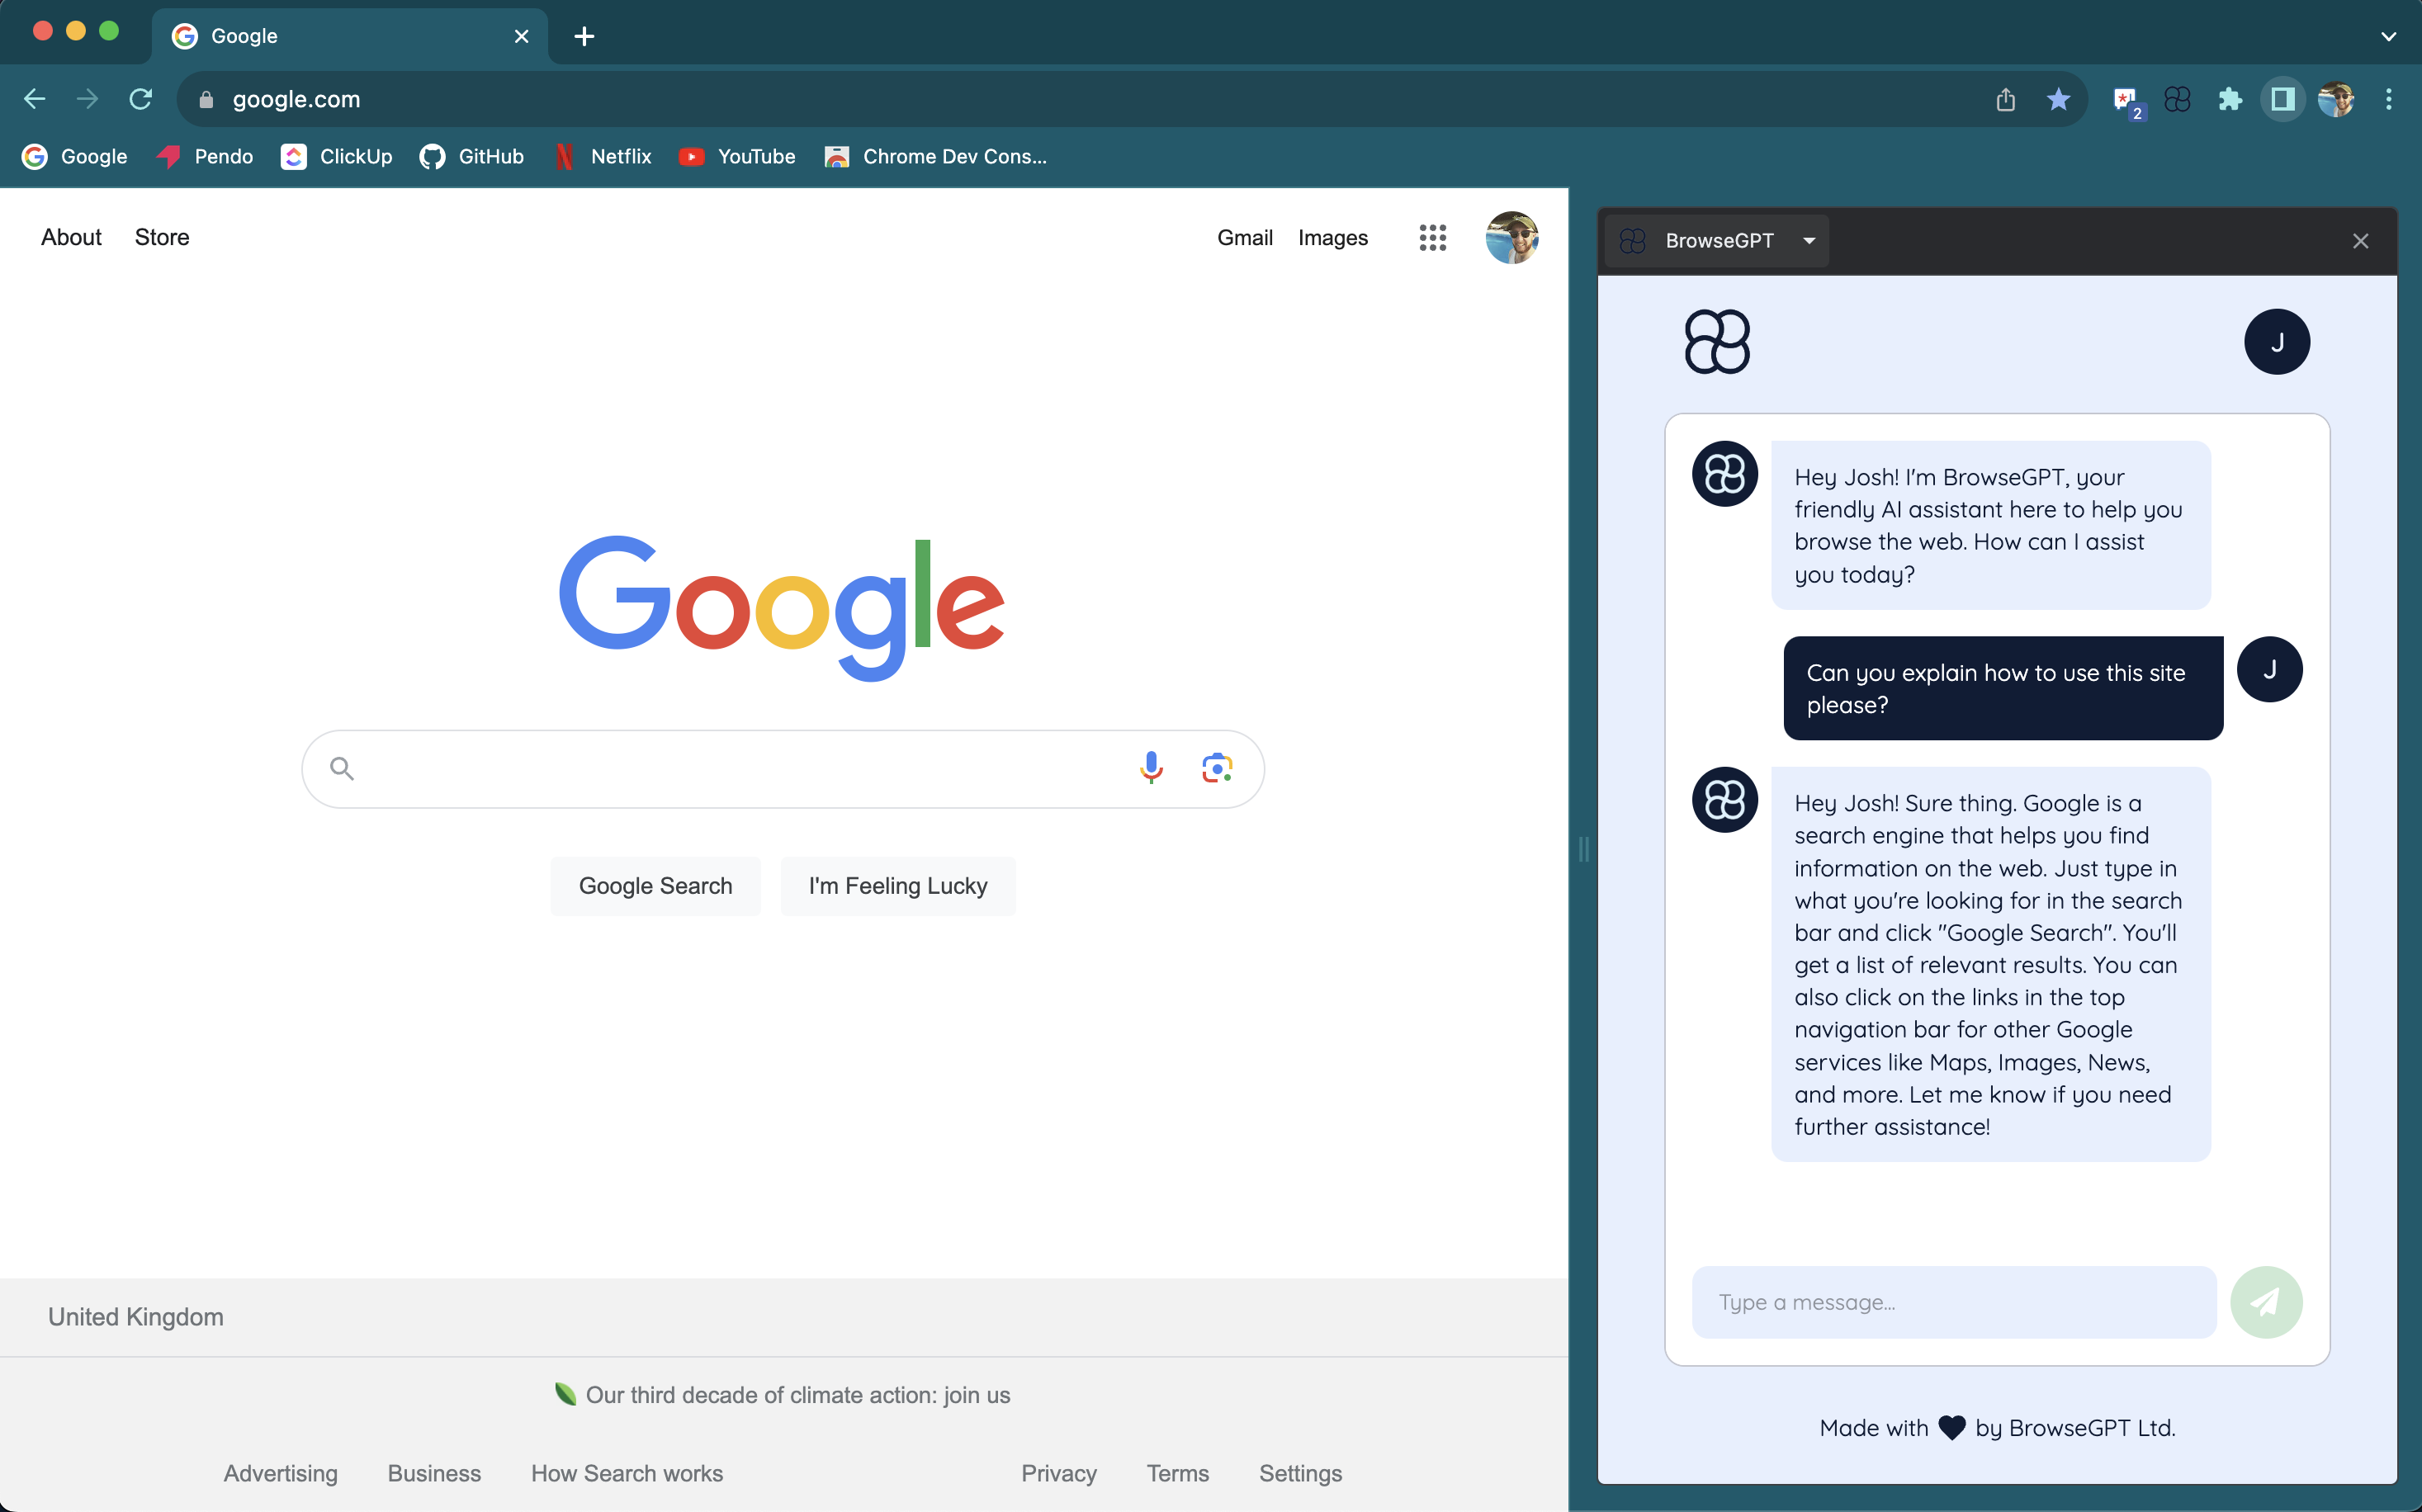 Google
google.com
2
Google
Pendo
ClickUp
GitHub
Netflix
YouTube
Chrome Dev Cons...
About
Store
Gmail
Images
Google
Google Search
I'm Feeling Lucky
United Kingdom
Our third decade of climate action: join us
Advertising
Business
How Search works
Privacy
Terms
Settings
BrowseGPT
J
Hey Josh! I'm BrowseGPT, your
friendly AI assistant here to help you
browse the web. How can I assist
you today?
Can you explain how to use this site
please?
J
Hey Josh! Sure thing. Google is a
search engine that helps you find
information on the web. Just type in
what you're looking for in the search
bar and click "Google Search". You'll
get a list of relevant results. You can
also click on the links in the top
navigation bar for other Google
services like Maps, Images, News,
and more. Let me know if you need
further assistance!
Type a message...
Made with ♥ by BrowseGPT Ltd.